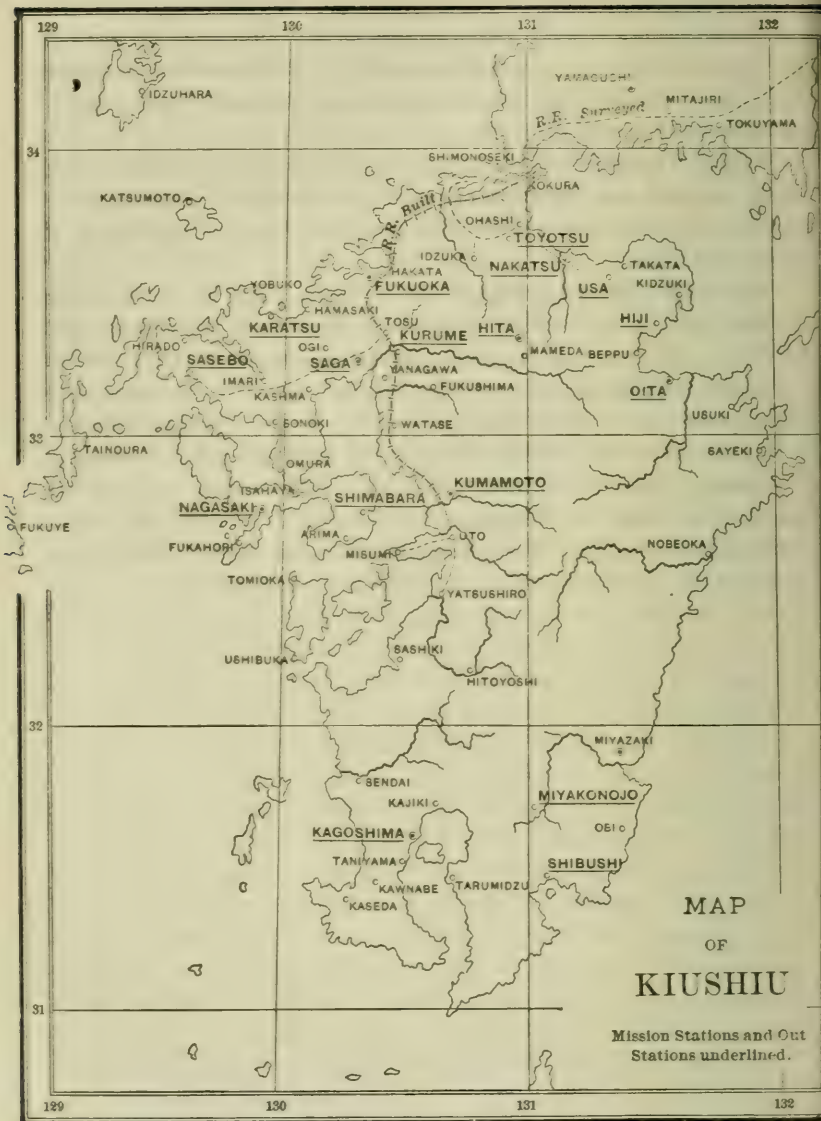 129 130 131 132
IDZUHARA
YAMAGUCHI
MITAJIRI
R.R. Surveyed
TOKUYAMA
34
SHIMONOSEKI
KOKURA
KATSUMOTO
R.R. Built
OHASHI
TOYOTSU
IDZUKA
NAKATSU
TAKATA
HAKATA
USA
KIDZUKI
FUKUOKA
YOBUKO
HAMASAKI
KARATSU
TOSU
HIJI
HIRADO
OGI
KURUME
HITA
SASEBO
SAGA
MAMEDA
BEPPU
IMARI
YANAGAWA
KASHMA
FUKUSHIMA
OITA
USUKI
33
SONOKI
WATASE
TAINOURA
SAYEKI
OMURA
ISAHAYA
KUMAMOTO
NAGASAKI
SHIMABARA
FUKUYE
ARIMA
UTO
FUKAHORI
MISUMI
NOBEOKA
TOMIOKA
YATSUSHIRO
USHIBUKA
SASHIKI
HITOYOSHI
32
MIYAZAKI
SENDAI
KAJIKI
MIYAKONOJO
KAGOSHIMA
OBI
TANIYAMA
SHIBUSHI
KAWNABE
TARUMIDZU
KASEDA
MAP
OF
KIUSHIU
31
Mission Stations and Out
Stations underlined.
129 130 131 132